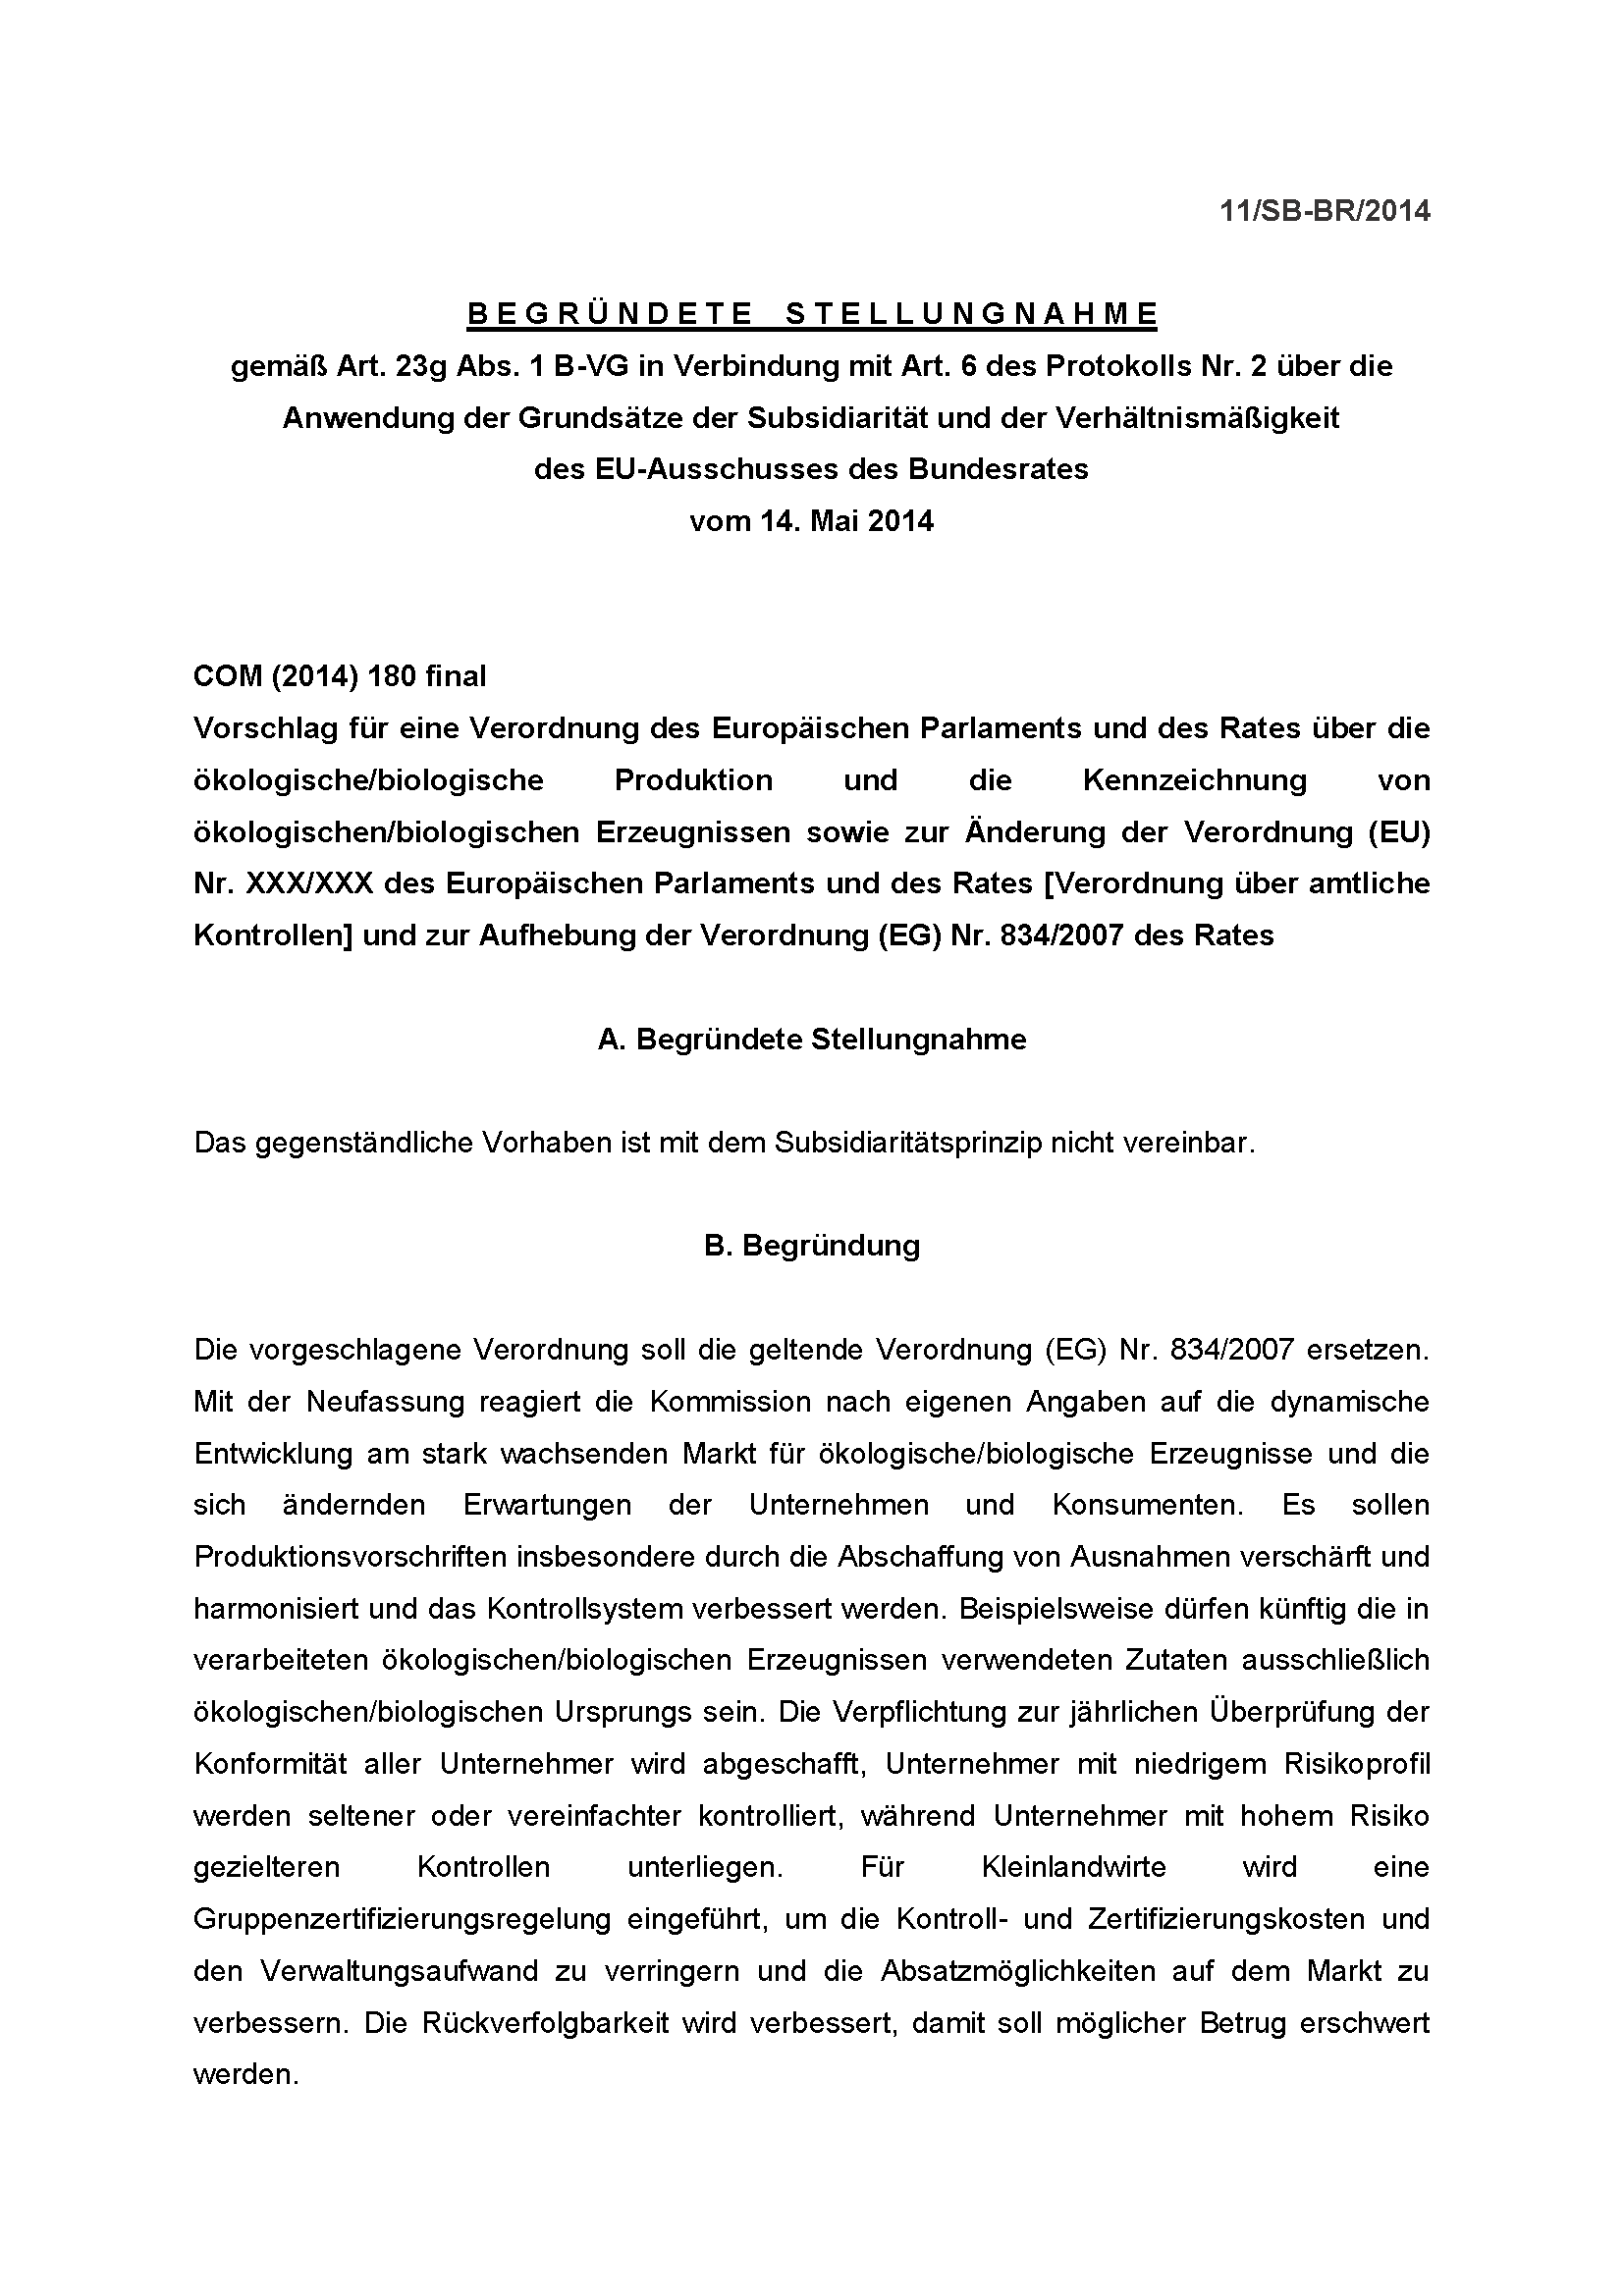 11/SB-BR/2014
BEGRÜNDETE STELLUNGNAHME
gemäß Art. 23g Abs. 1 B-VG in Verbindung mit Art. 6 des Protokolls Nr. 2 über die
Anwendung der Grundsätze der Subsidiarität und der Verhältnismäßigkeit
des EU-Ausschusses des Bundesrates
vom 14. Mai 2014
COM (2014) 180 final
Vorschlag für eine Verordnung des Europäischen Parlaments und des Rates über die
ökologische/biologische Produktion und die Kennzeichnung von
ökologischen/biologischen Erzeugnissen sowie zur Änderung der Verordnung (EU)
Nr. XXX/XXX des Europäischen Parlaments und des Rates [Verordnung über amtliche
Kontrollen] und zur Aufhebung der Verordnung (EG) Nr. 834/2007 des Rates
A. Begründete Stellungnahme
Das gegenständliche Vorhaben ist mit dem Subsidiaritätsprinzip nicht vereinbar.
B. Begründung
Die vorgeschlagene Verordnung soll die geltende Verordnung (EG) Nr. 834/2007 ersetzen.
Mit der Neufassung reagiert die Kommission nach eigenen Angaben auf die dynamische
Entwicklung am stark wachsenden Markt für ökologische/biologische Erzeugnisse und die
sich ändernden Erwartungen der Unternehmen und Konsumenten. Es sollen
Produktionsvorschriften insbesondere durch die Abschaffung von Ausnahmen verschärft und
harmonisiert und das Kontrollsystem verbessert werden. Beispielsweise dürfen künftig die in
verarbeiteten ökologischen/biologischen Erzeugnissen verwendeten Zutaten ausschließlich
ökologischen/biologischen Ursprungs sein. Die Verpflichtung zur jährlichen Überprüfung der
Konformität aller Unternehmer wird abgeschafft, Unternehmer mit niedrigem Risikoprofil
werden seltener oder vereinfachter kontrolliert, während Unternehmer mit hohem Risiko
gezielteren Kontrollen unterliegen. Für Kleinlandwirte wird eine
Gruppenzertifizierungsregelung eingeführt, um die Kontroll- und Zertifizierungskosten und
den Verwaltungsaufwand zu verringern und die Absatzmöglichkeiten auf dem Markt zu
verbessern. Die Rückverfolgbarkeit wird verbessert, damit soll möglicher Betrug erschwert
werden.